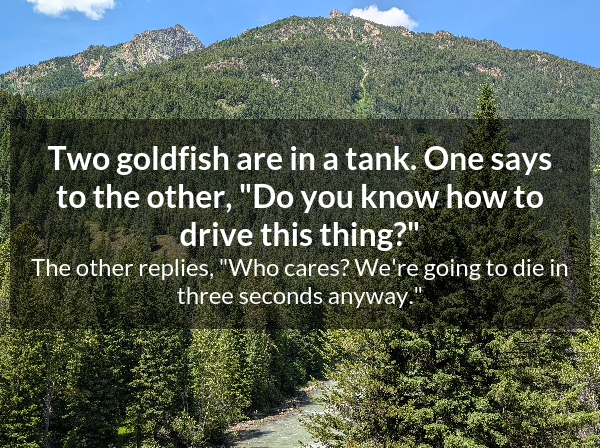 Two goldfish are in a tank. One says
to the other, "Do you know how to
drive this thing?"
The other replies, "Who cares? We're going to die in
three seconds anyway."